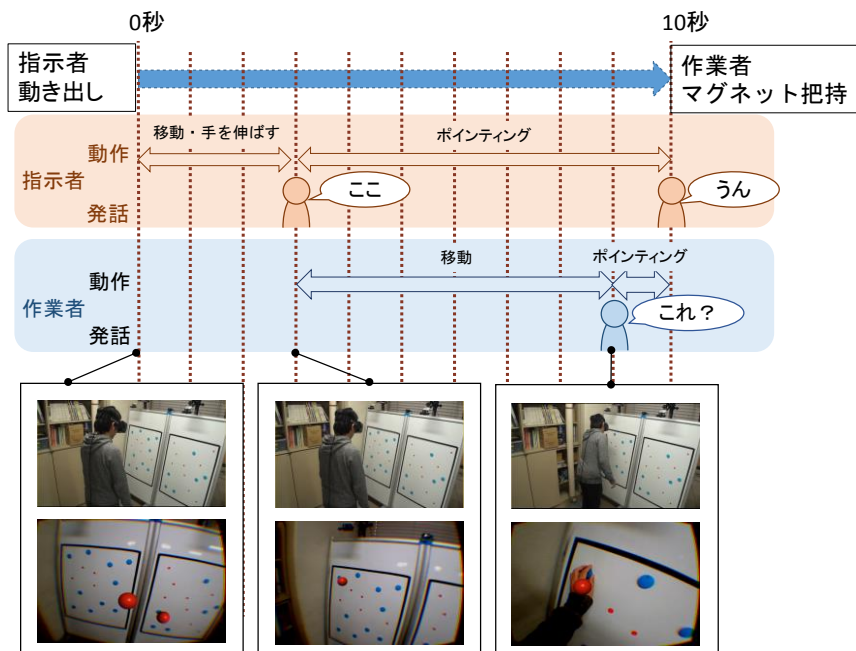 0秒
10秒
指示者
動き出し
作業者
マグネット把持
移動・手を伸ばす
ポインティング
動作
指示者
ここ
うん
発話
移動
ポインティング
動作
作業者
これ？
発話